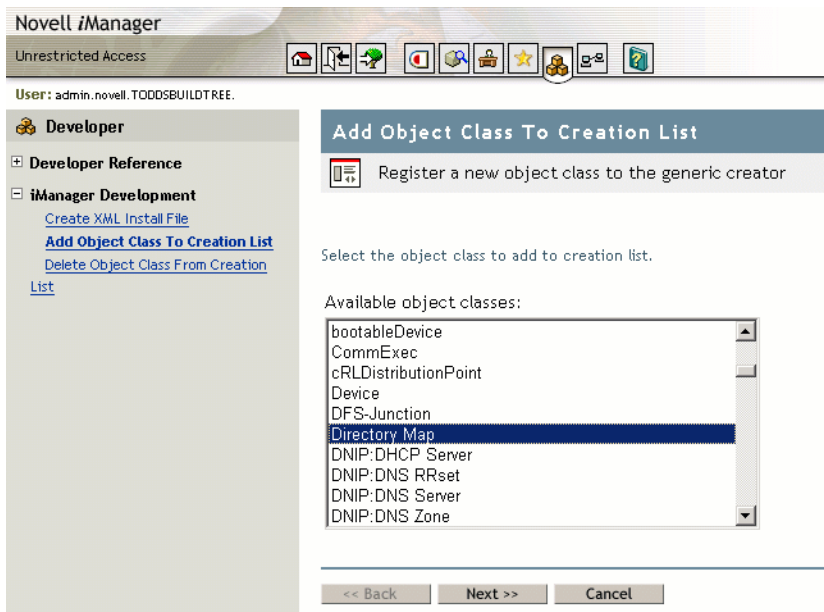 Novell iManager
Unrestricted Access
User: admin.novell.TODDSBUILDTREE.
Developer
Developer Reference
iManager Development
Create XML Install File
Add Object Class To Creation List
Delete Object Class From Creation
List
Add Object Class To Creation List
Register a new object class to the generic creator
Select the object class to add to creation list.
Available object classes:
bootableDevice
CommExec
cRLDistributionPoint
Device
DFS-Junction
Directory Map
DNIP:DHCP Server
DNIP:DNS RRset
DNIP:DNS Server
DNIP:DNS Zone
<< Back
Next >>
Cancel